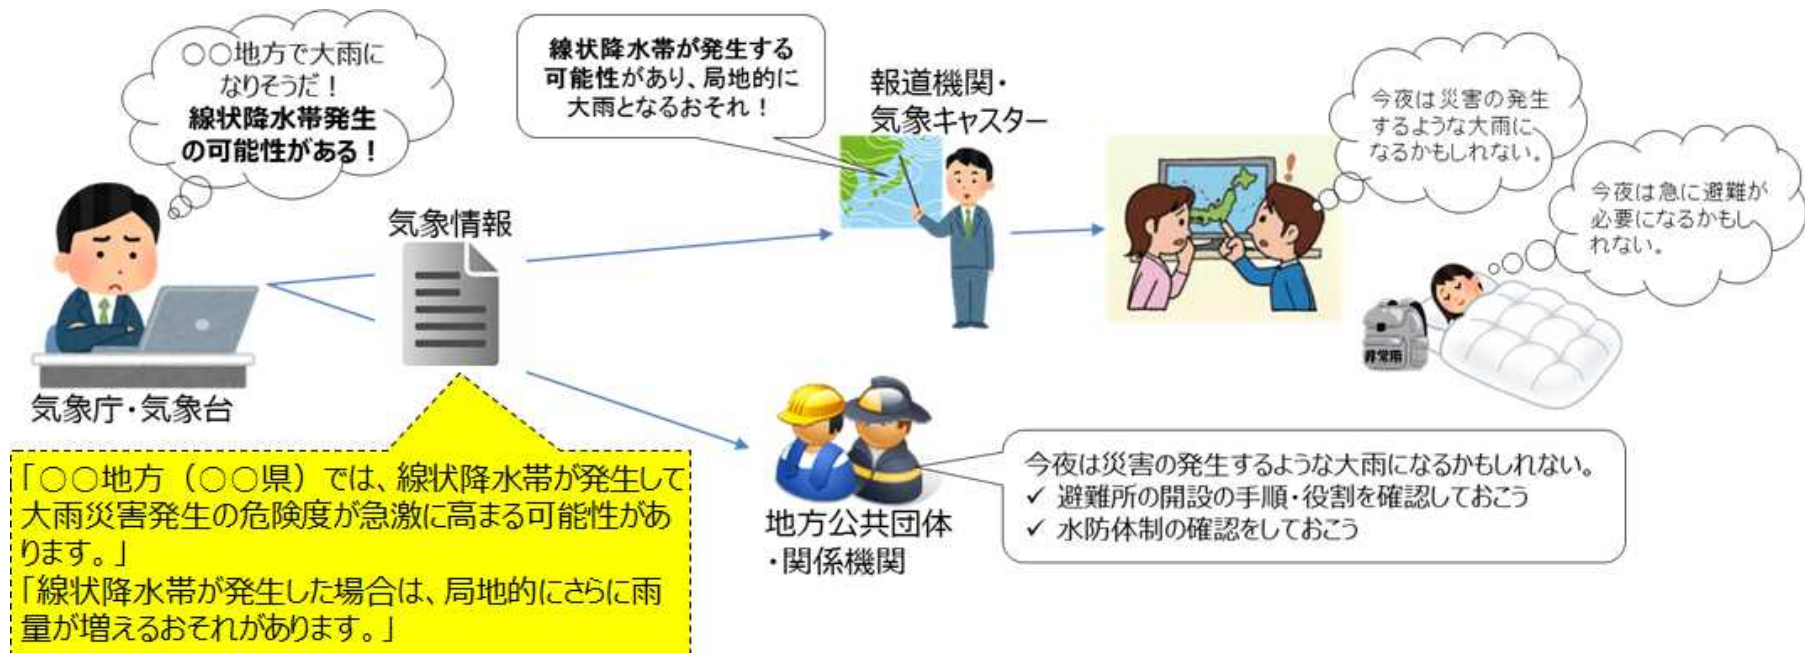 ○○地方で大雨に
なりそうだ！
線状降水帯発生
の可能性がある！
気象庁・気象台
気象情報
「○○地方（○○県）では、線状降水帯が発生して
大雨災害発生の危険度が急激に高まる可能性があ
ります。」
「線状降水帯が発生した場合は、局地的にさらに雨
量が増えるおそれがあります。」
線状降水帯が発生する
可能性があり、局地的に
大雨となるおそれ！
報道機関・
気象キャスター
今夜は災害の発生
するような大雨に
なるかもしれない。
今夜は急に避難が
必要になるかもし
れない。
非常用
地方公共団体
・関係機関
今夜は災害の発生するような大雨になるかもしれない。
✓ 避難所の開設の手順・役割を確認しておこう
✓ 水防体制の確認をしておこう